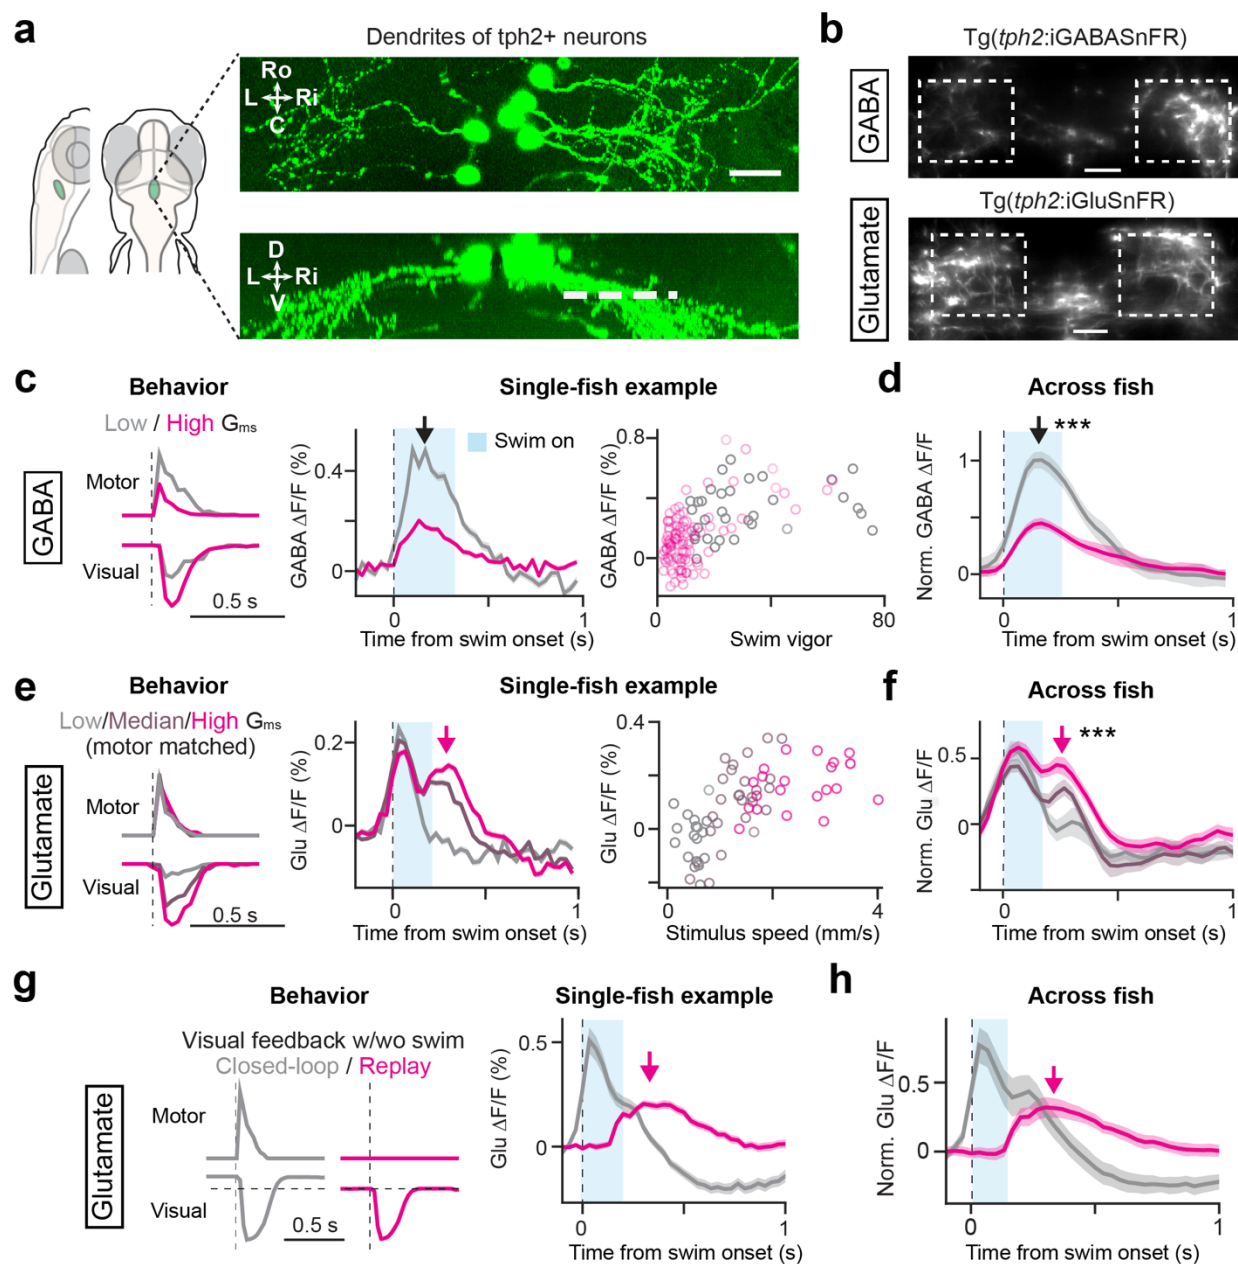 a
Dendrites of tph2+ neurons
Ro
L Ri
C
D
L Ri
V
b
Tg(tph2:iGABASnFR)
GABA
Tg(tph2:iGluSnFR)
Glutamate
c
Behavior
Single-fish example
Low / High Gms
GABA
Motor
Visual
0.5 s
GABA ΔF/F (%)
0.4
0
Swim on
0 1
Time from swim onset (s)
GABA ΔF/F (%)
0.8
0.4
0
0 80
Swim vigor
d
Across fish
***
Norm. GABA ΔF/F
1
0
0 1
Time from swim onset (s)
e
Behavior
Single-fish example
Low/Median/High Gms
(motor matched)
Glutamate
Motor
Visual
0.5 s
Glu ΔF/F (%)
0.2
0
0 1
Time from swim onset (s)
Glu ΔF/F (%)
0.4
0
0 4
Stimulus speed (mm/s)
f
Across fish
***
Norm. Glu ΔF/F
0.5
0
0 1
Time from swim onset (s)
g
Behavior
Single-fish example
Visual feedback w/wo swim
Closed-loop / Replay
Glutamate
Motor
Visual
0.5 s
Glu ΔF/F (%)
0.5
0
0 1
Time from swim onset (s)
h
Across fish
Norm. Glu ΔF/F
0.5
0
0 1
Time from swim onset (s)